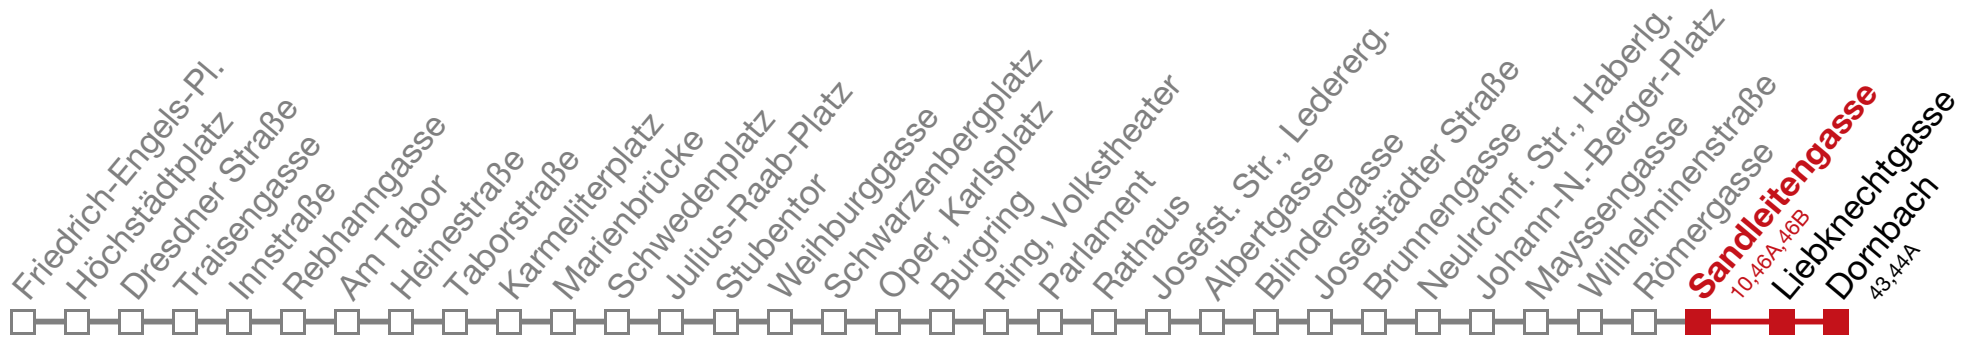 Friedrich-Engels-Pl.
Höchstädtplatz
Dresdner Straße
Traisengasse
Innstraße
Rebhanngasse
Am Tabor
Heinestraße
Taborstraße
Karmeliterplatz
Marienbrücke
Schwedenplatz
Julius-Raab-Platz
Stubentor
Weihburggasse
Schwarzenbergplatz
Oper, Karlsplatz
Burgring
Ring, Volkstheater
Parlament
Rathaus
Josefst. Str., Ledererg.
Albertgasse
Blindengasse
Josefstädter Straße
Brunnengasse
Neulrchnf. Str., Haberlg.
Johann-N.-Berger-Platz
Mayssengasse
Wilhelminenstraße
Römergasse
Sandleitengasse
10,46A,46B
Liebknechtgasse
Dornbach
43,44A